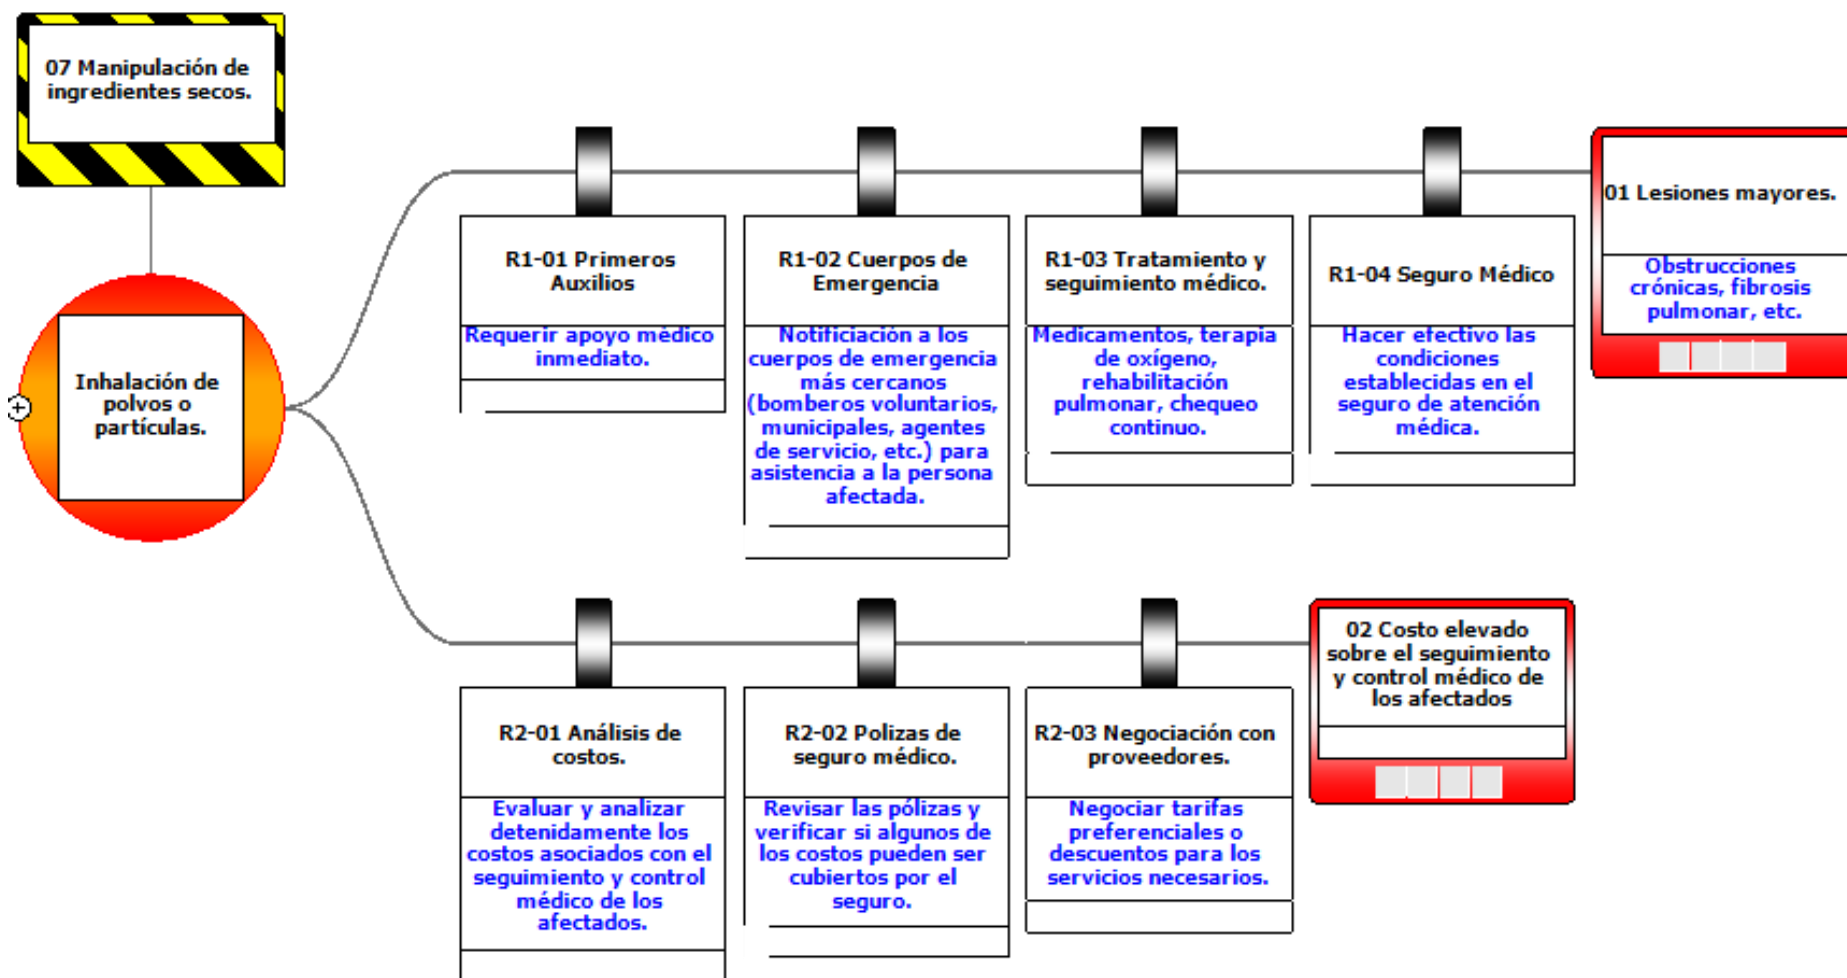 07 Manipulación de
ingredientes secos.
Inhalación de
polvos o
partículas.
R1-01 Primeros
Auxilios
Requerir apoyo médico
inmediato.
R1-02 Cuerpos de
Emergencia
Notificiación a los
cuerpos de emergencia
más cercanos
(bomberos voluntarios,
municipales, agentes
de servicio, etc.) para
asistencia a la persona
afectada.
R1-03 Tratamiento y
seguimiento médico.
Medicamentos, terapia
de oxígeno,
rehabilitación
pulmonar, chequeo
continuo.
R1-04 Seguro Médico
Hacer efectivo las
condiciones
establecidas en el
seguro de atención
médica.
01 Lesiones mayores.
Obstrucciones
crónicas, fibrosis
pulmonar, etc.
R2-01 Análisis de
costos.
Evaluar y analizar
detenidamente los
costos asociados con el
seguimiento y control
médico de los
afectados.
R2-02 Polizas de
seguro médico.
Revisar las pólizas y
verificar si algunos de
los costos pueden ser
cubiertos por el
seguro.
R2-03 Negociación con
proveedores.
Negociar tarifas
preferenciales o
descuentos para los
servicios necesarios.
02 Costo elevado
sobre el seguimiento
y control médico de
los afectados